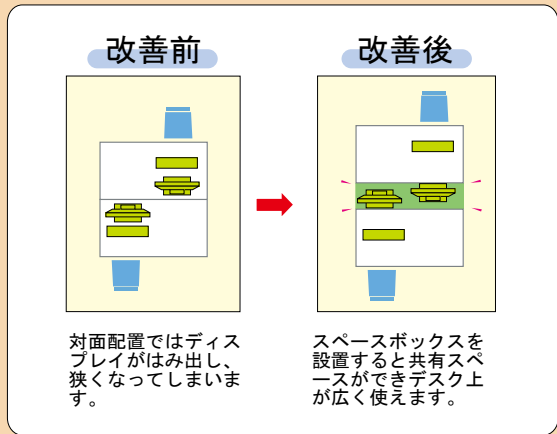 改善前
改善後
対面配置ではディス
プレイがはみ出し、
狭くなってしまいま
す。
スペースボックスを
設置すると共有スペ
ースができデスク上
が広く使えます。